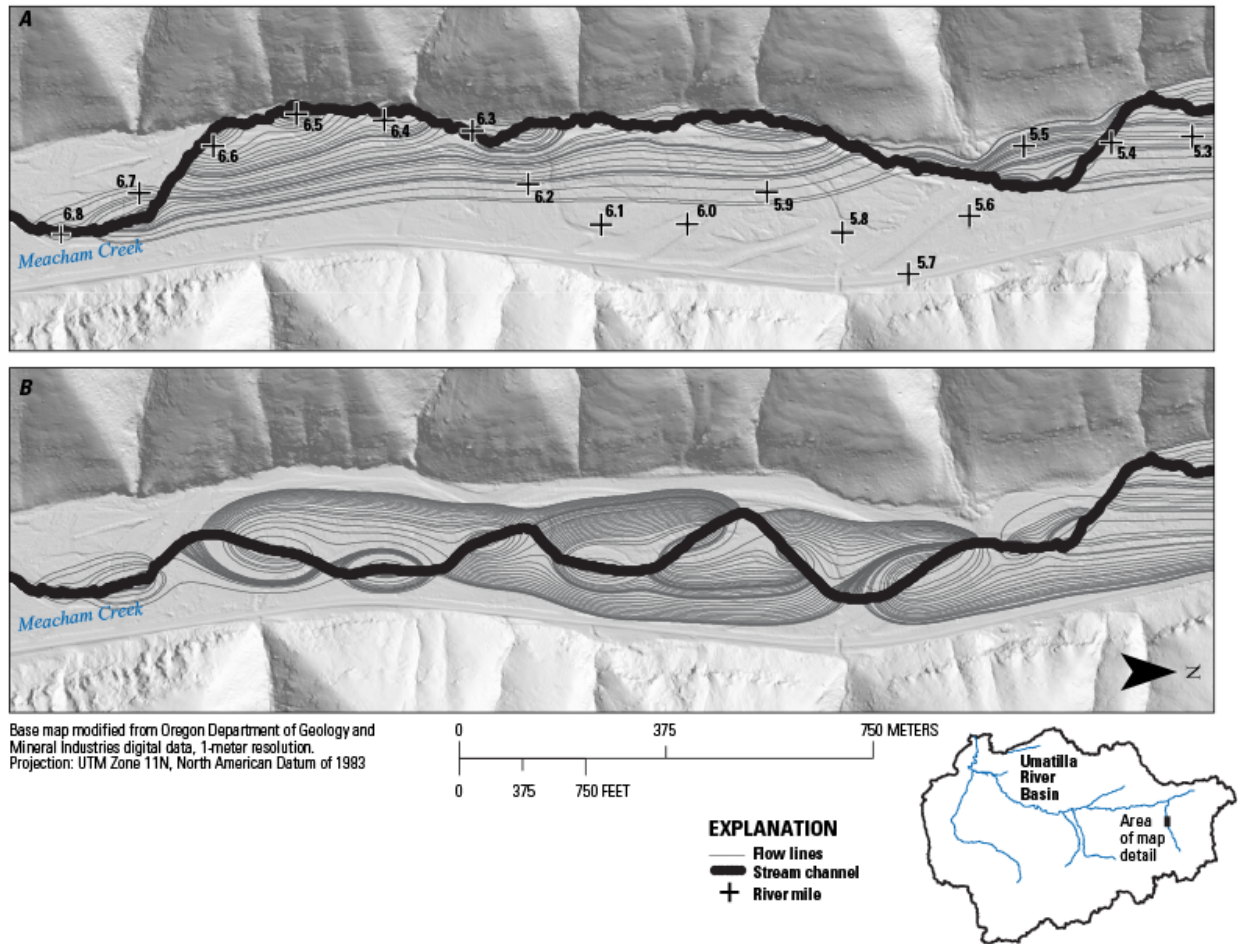 A
6.8
6.7
6.6
6.5
6.4
6.3
6.2
6.1
6.0
5.9
5.8
5.7
5.6
5.5
5.4
5.3
Meacham Creek
B
Meacham Creek
N
Base map modified from Oregon Department of Geology and
Mineral Industries digital data, 1-meter resolution.
Projection: UTM Zone 11N, North American Datum of 1983
0 375 750 METERS
0 375 750 FEET
EXPLANATION
Flow lines
Stream channel
River mile
Umatilla
River
Basin
Area
of map
detail